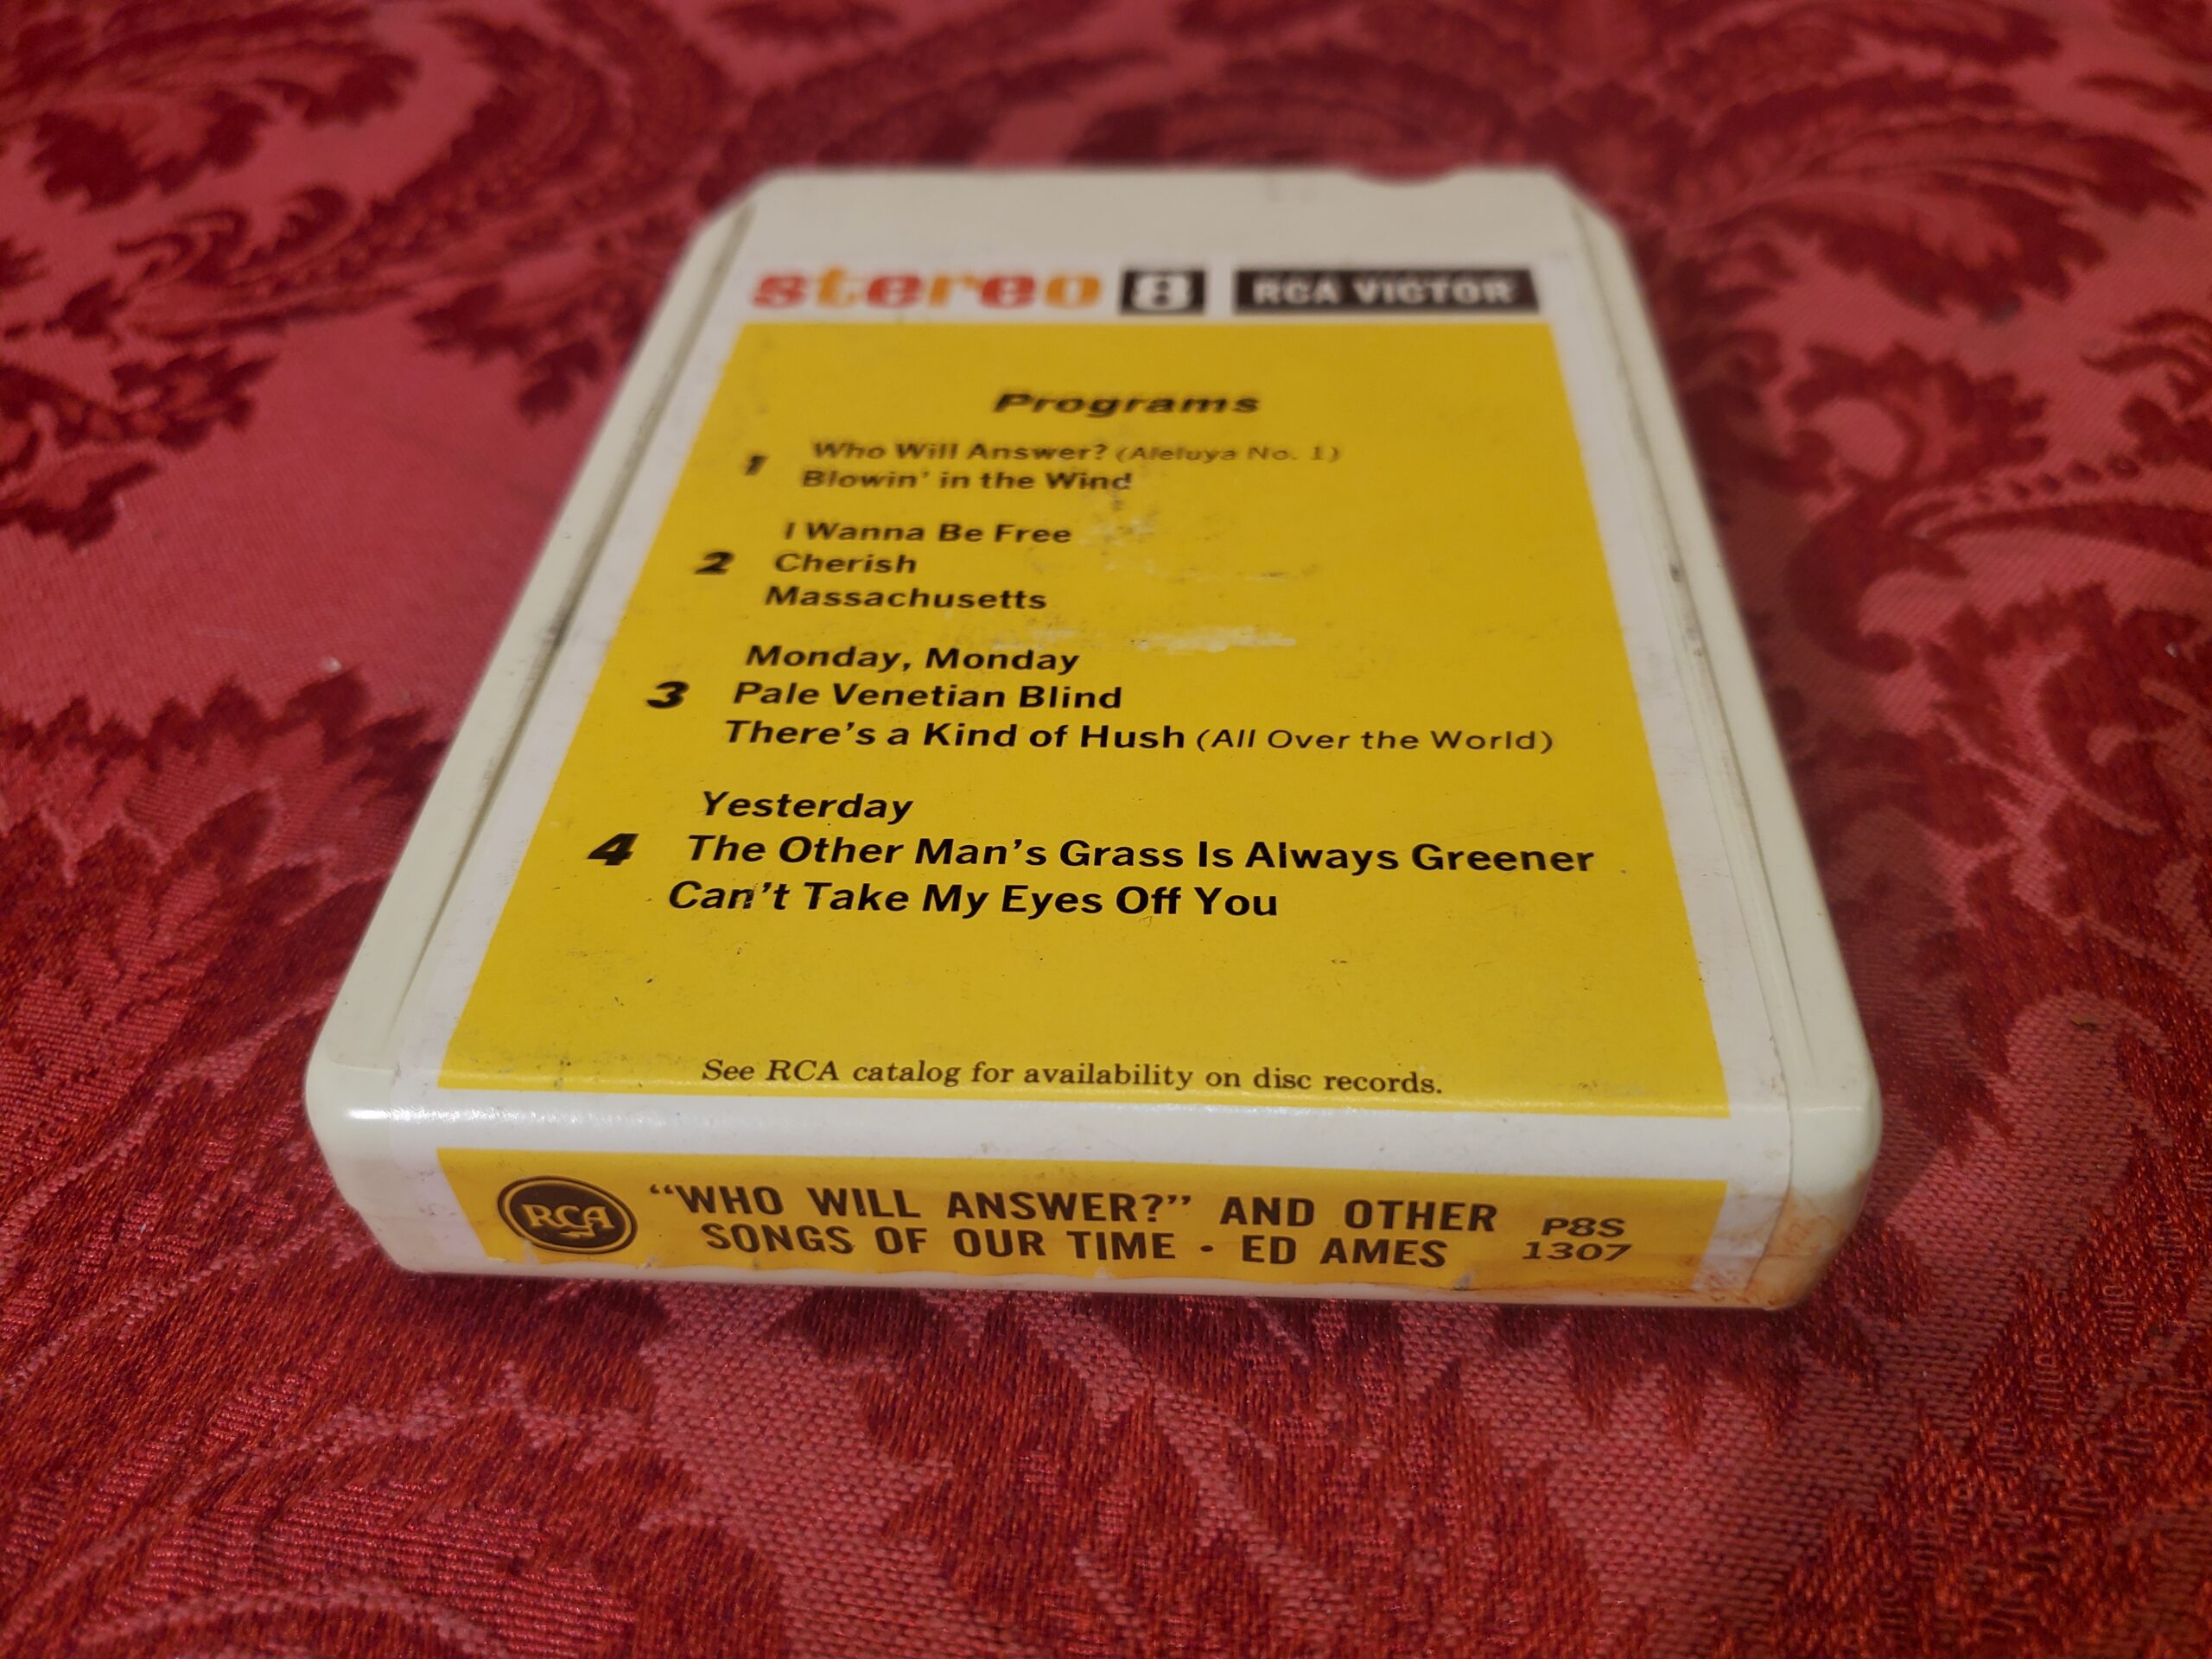 stereo 8 RCA VICTOR
Programs
1
Who Will Answer? (Aleluya No. 1)
Blowin' in the Wind
2
I Wanna Be Free
Cherish
Massachusetts
3
Monday, Monday
Pale Venetian Blind
There's a Kind of Hush (All Over the World)
4
Yesterday
The Other Man's Grass Is Always Greener
Can't Take My Eyes Off You
See RCA catalog for availability on disc records.
RCA
“WHO WILL ANSWER?” AND OTHER
SONGS OF OUR TIME • ED AMES
P8S
1307